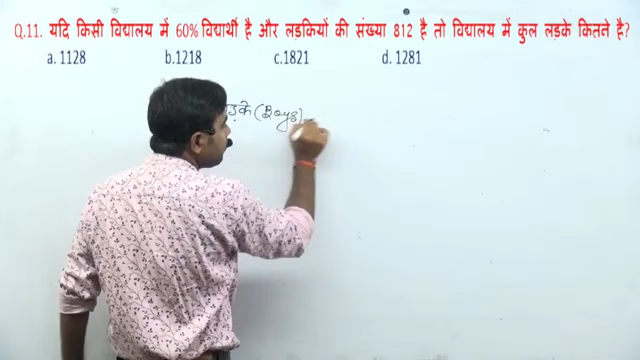 Q.11. यदि किसी विद्यालय में 60% विद्यार्थी है और लड़कियों की संख्या 812 है तो विद्यालय में कुल लड़के कितने है?
a. 1128 b.1218 c.1821 d. 1281
(Boys)